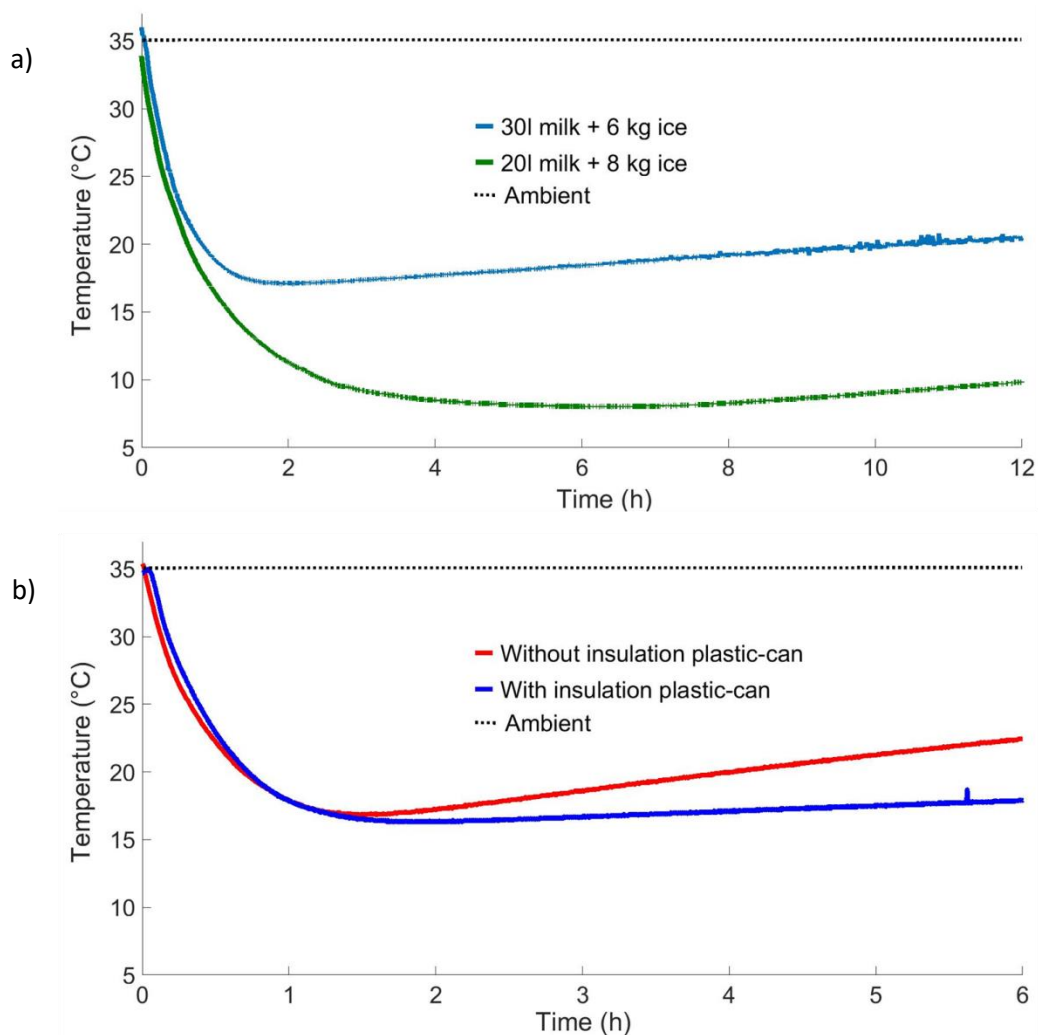 a)
Temperature (°C)
35
30
25
20
15
10
5
30l milk + 6 kg ice
20l milk + 8 kg ice
Ambient
0 2 4 6 8 10 12
Time (h)
b)
Temperature (°C)
35
30
25
20
15
10
5
Without insulation plastic-can
With insulation plastic-can
Ambient
0 1 2 3 4 5 6
Time (h)